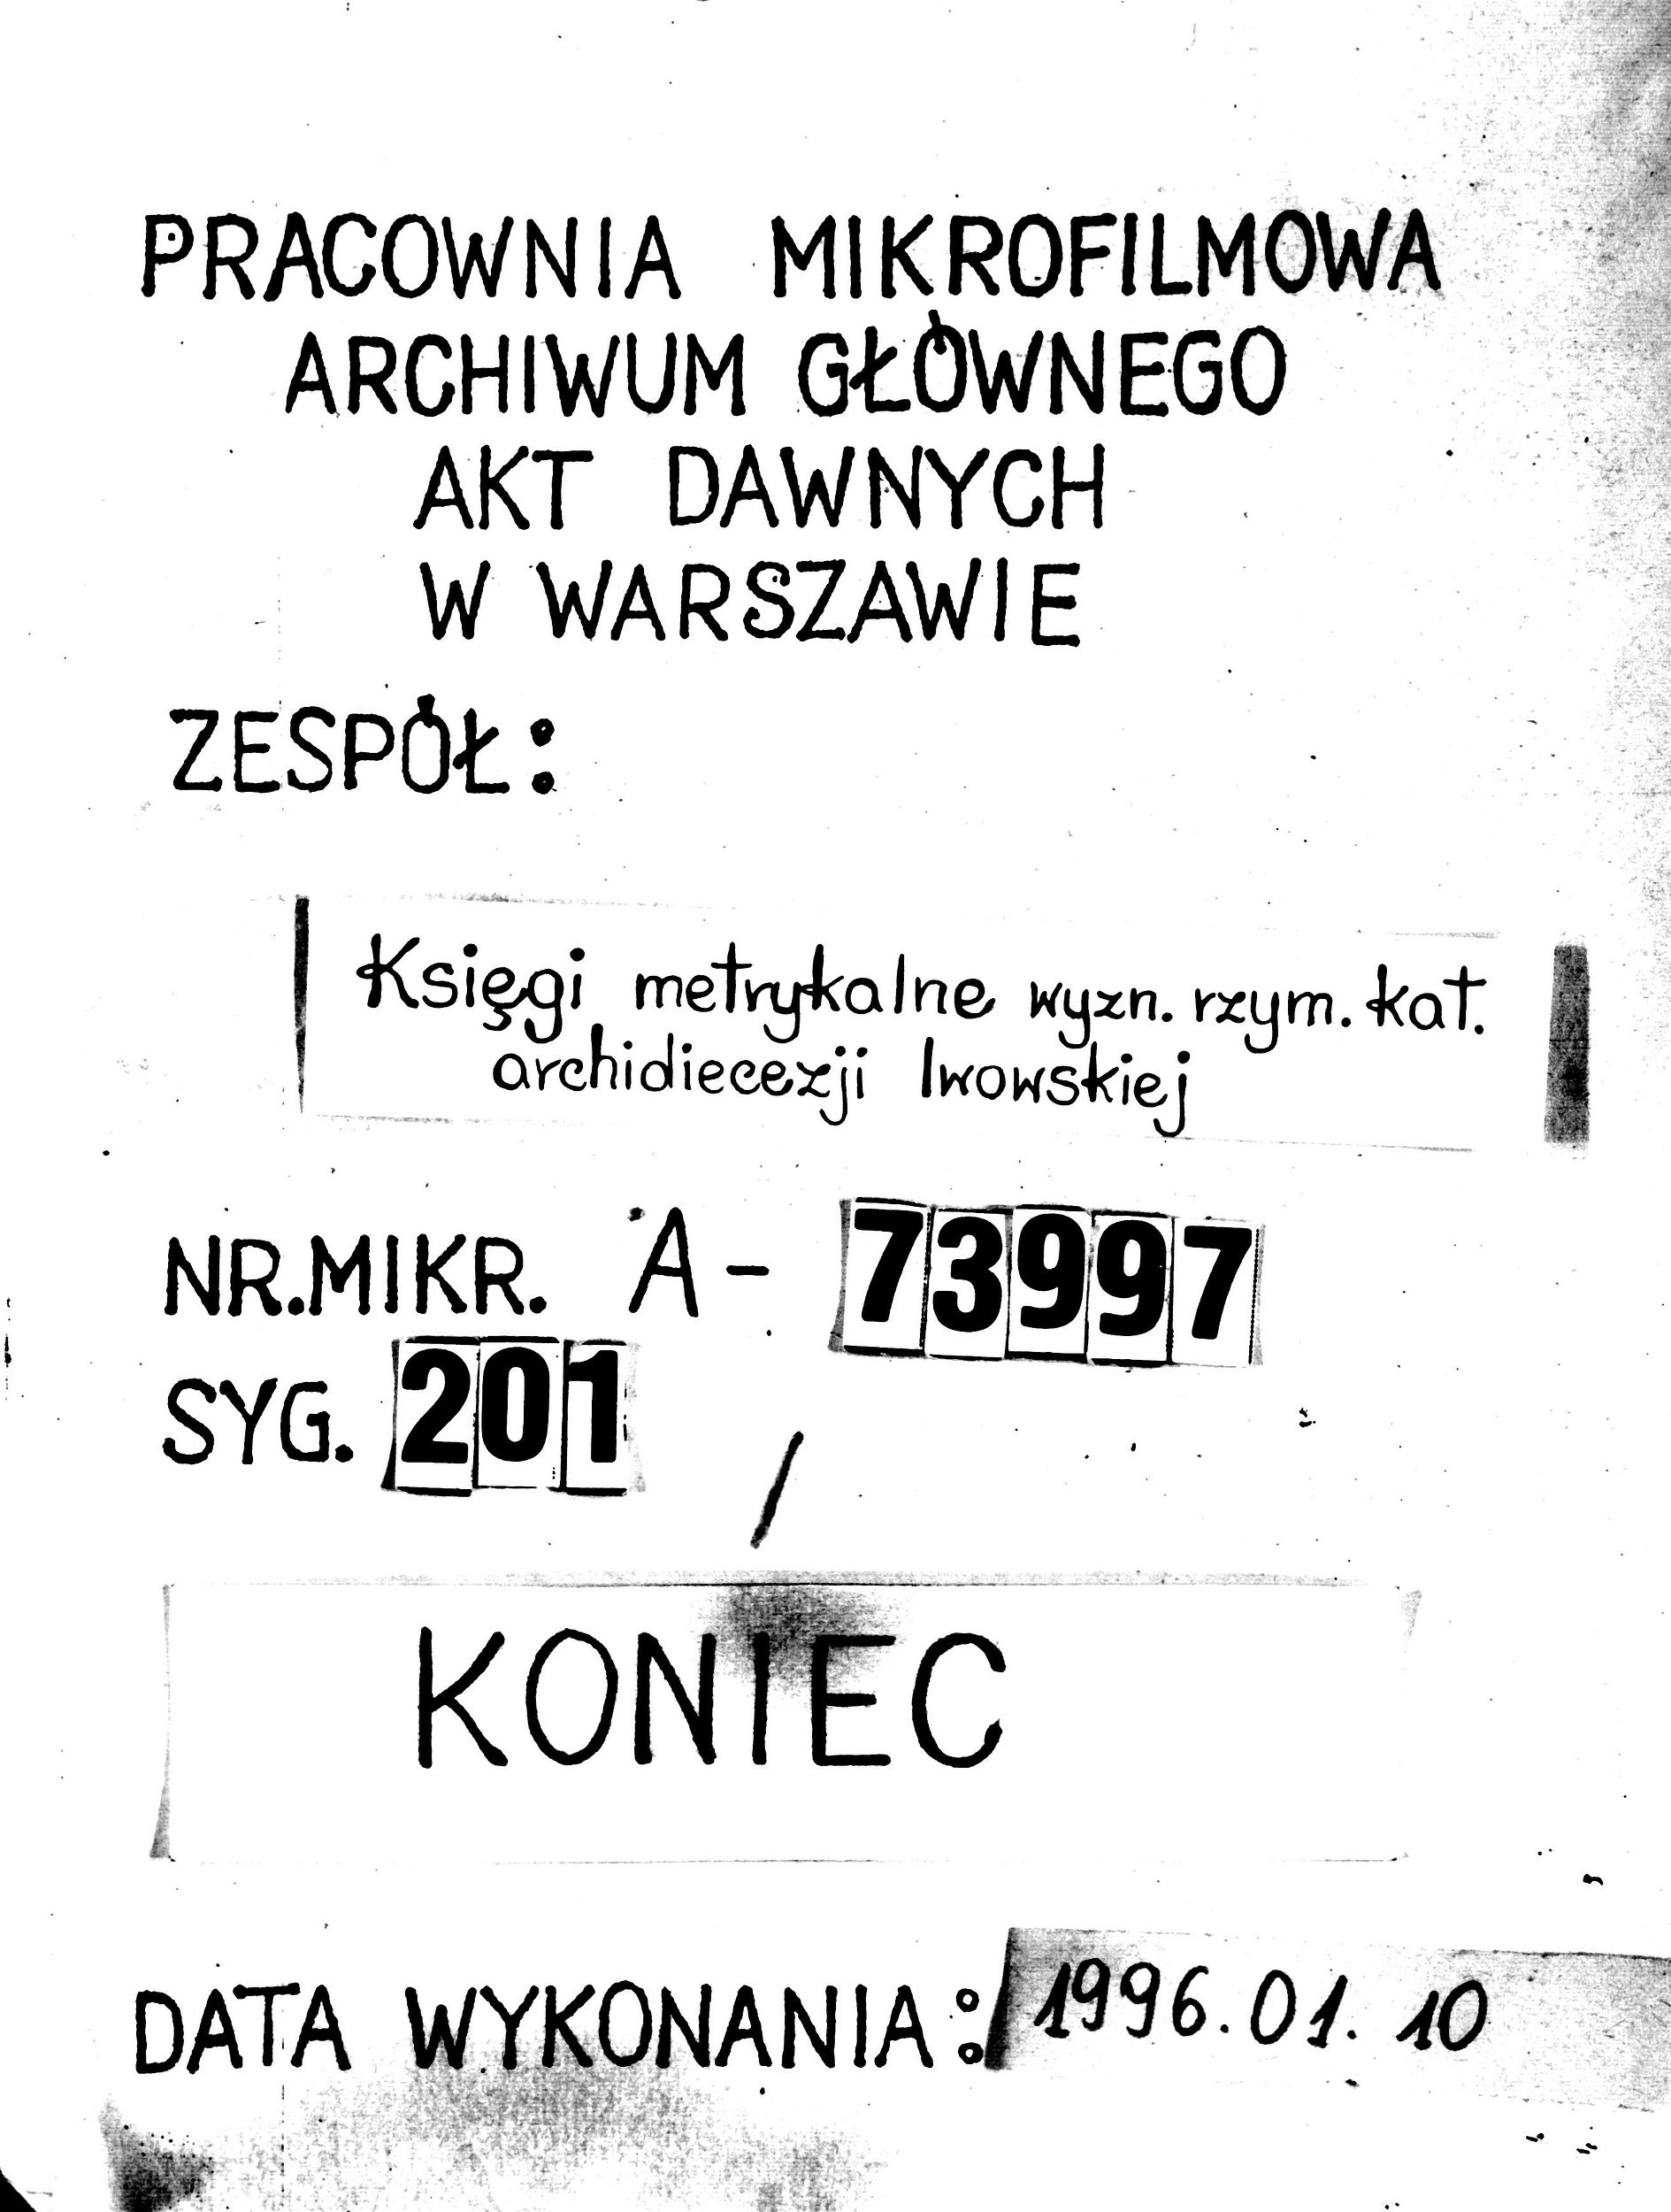 PRACOWNIA MIKROFILMOWA
ARCHIWUM GŁÓWNEGO
AKT DAWNYCH
W WARSZAWIE
ZESPÓŁ:
Księgi metrykalne wyzn. rzym. kat.
archidiecezji lwowskiej
NR.MIKR. A- 73997
SYG. 201 /
KONIEC
DATA WYKONANIA: 1996.01.10